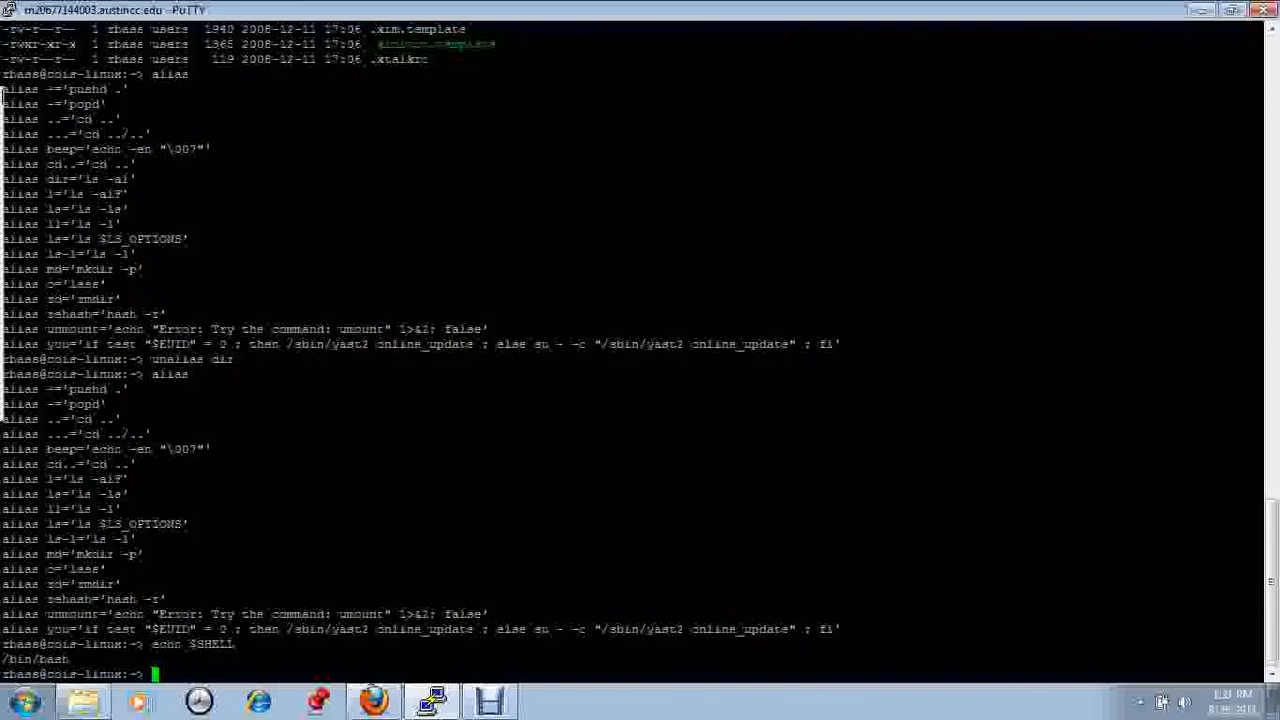 m20677144003.austincc.edu - PuTTY
-rw-r--r-- 1 rbass users 1940 2008-12-11 17:06 .xim.template
-rwxr-xr-x 1 rbass users 1365 2008-12-11 17:06 .xinitrc.template
-rw-r--r-- 1 rbass users 119 2008-12-11 17:06 .xtalkrc
rbass@cois-linux:~> alias
alias +='pushd .'
alias -='popd'
alias ..='cd ..'
alias ...='cd ../..'
alias beep='echo -en "\007"'
alias cd..='cd ..'
alias dir='ls -al'
alias l='ls -alF'
alias la='ls -la'
alias ll='ls -l'
alias ls='ls $LS_OPTIONS'
alias ls-l='ls -l'
alias md='mkdir -p'
alias o='less'
alias rd='rmdir'
alias rehash='hash -r'
alias unmount='echo "Error: Try the command: umount" 1>&2; false'
alias you='if test "$EUID" = 0 ; then /sbin/yast2 online_update ; else su - -c "/sbin/yast2 online_update" ; fi'
rbass@cois-linux:~> unalias dir
rbass@cois-linux:~> alias
alias +='pushd .'
alias -='popd'
alias ..='cd ..'
alias ...='cd ../..'
alias beep='echo -en "\007"'
alias cd..='cd ..'
alias l='ls -alF'
alias la='ls -la'
alias ll='ls -l'
alias ls='ls $LS_OPTIONS'
alias ls-l='ls -l'
alias md='mkdir -p'
alias o='less'
alias rd='rmdir'
alias rehash='hash -r'
alias unmount='echo "Error: Try the command: umount" 1>&2; false'
alias you='if test "$EUID" = 0 ; then /sbin/yast2 online_update ; else su - -c "/sbin/yast2 online_update" ; fi'
rbass@cois-linux:~> echo $SHELL
/bin/bash
rbass@cois-linux:~>